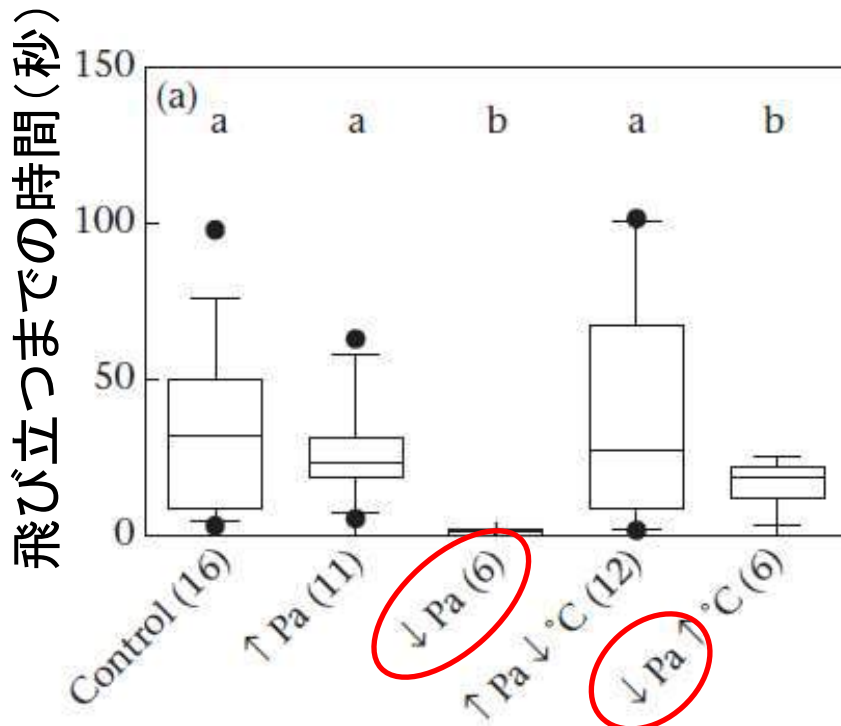 飛び立つまでの時間(秒)
150
100
50
0
(a)
a
a
b
a
b
Control (16)
↑ Pa (11)
↓ Pa (6)
↑ Pa ↓ °C (12)
↓ Pa ↑ °C (6)